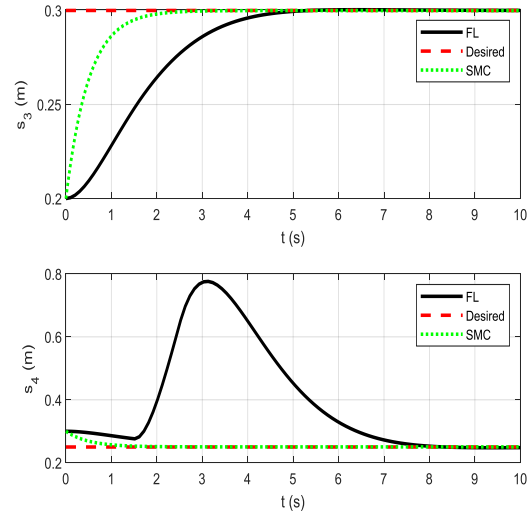 0.3
0.25
0.2
s3 (m)
FL
Desired
SMC
0 1 2 3 4 5 6 7 8 9 10
t (s)
0.8
0.6
0.4
0.2
s4 (m)
FL
Desired
SMC
0 1 2 3 4 5 6 7 8 9 10
t (s)